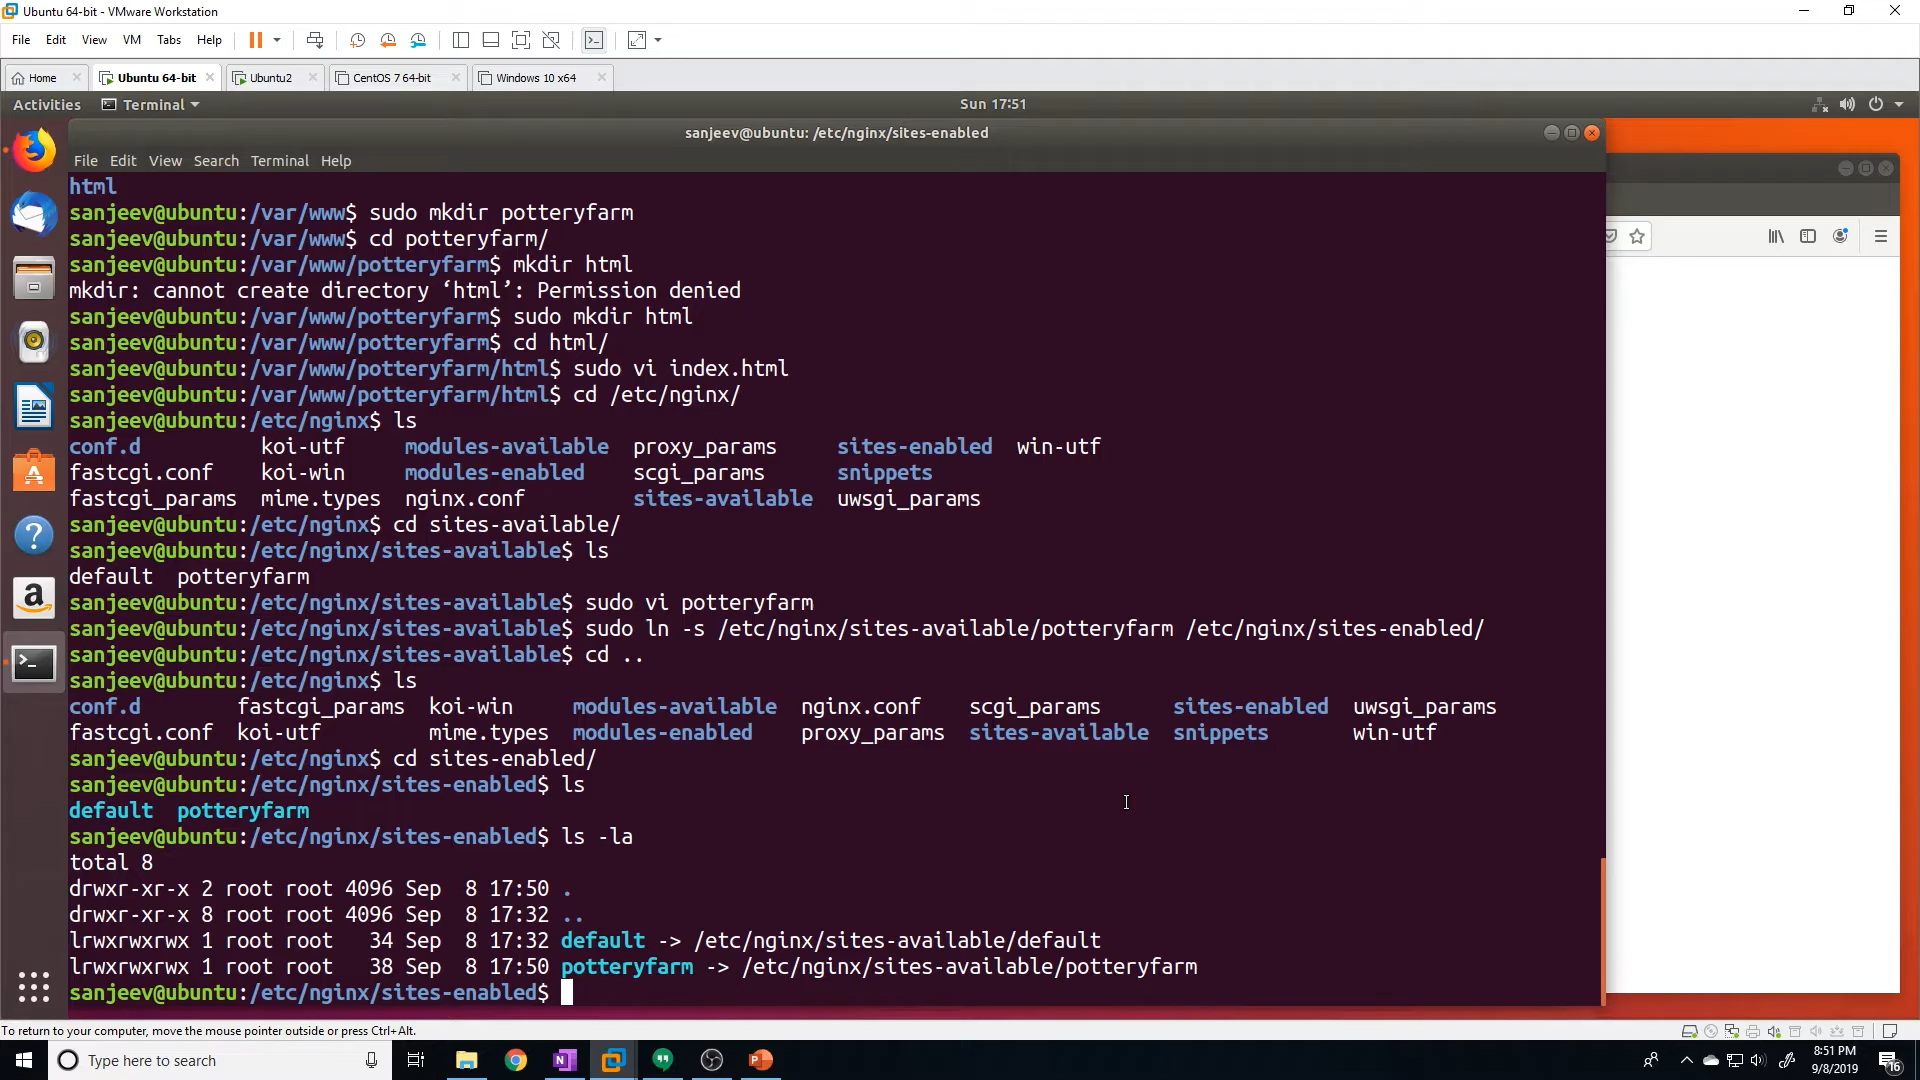 Ubuntu 64-bit - VMware Workstation
File Edit View VM Tabs Help
Home Ubuntu 64-bit Ubuntu2 CentOS 7 64-bit Windows 10 x64
Activities Terminal Sun 17:51
sanjeev@ubuntu: /etc/nginx/sites-enabled
File Edit View Search Terminal Help
html
sanjeev@ubuntu:/var/www$ sudo mkdir potteryfarm
sanjeev@ubuntu:/var/www$ cd potteryfarm/
sanjeev@ubuntu:/var/www/potteryfarm$ mkdir html
mkdir: cannot create directory ‘html’: Permission denied
sanjeev@ubuntu:/var/www/potteryfarm$ sudo mkdir html
sanjeev@ubuntu:/var/www/potteryfarm$ cd html/
sanjeev@ubuntu:/var/www/potteryfarm/html$ sudo vi index.html
sanjeev@ubuntu:/var/www/potteryfarm/html$ cd /etc/nginx/
sanjeev@ubuntu:/etc/nginx$ ls
conf.d koi-utf modules-available proxy_params sites-enabled win-utf
fastcgi.conf koi-win modules-enabled scgi_params snippets
fastcgi_params mime.types nginx.conf sites-available uwsgi_params
sanjeev@ubuntu:/etc/nginx$ cd sites-available/
sanjeev@ubuntu:/etc/nginx/sites-available$ ls
default potteryfarm
sanjeev@ubuntu:/etc/nginx/sites-available$ sudo vi potteryfarm
sanjeev@ubuntu:/etc/nginx/sites-available$ sudo ln -s /etc/nginx/sites-available/potteryfarm /etc/nginx/sites-enabled/
sanjeev@ubuntu:/etc/nginx/sites-available$ cd ..
sanjeev@ubuntu:/etc/nginx$ ls
conf.d fastcgi_params koi-win modules-available nginx.conf scgi_params sites-enabled uwsgi_params
fastcgi.conf koi-utf mime.types modules-enabled proxy_params sites-available snippets win-utf
sanjeev@ubuntu:/etc/nginx$ cd sites-enabled/
sanjeev@ubuntu:/etc/nginx/sites-enabled$ ls
default potteryfarm
sanjeev@ubuntu:/etc/nginx/sites-enabled$ ls -la
total 8
drwxr-xr-x 2 root root 4096 Sep 8 17:50 .
drwxr-xr-x 8 root root 4096 Sep 8 17:32 ..
lrwxrwxrwx 1 root root 34 Sep 8 17:32 default -> /etc/nginx/sites-available/default
lrwxrwxrwx 1 root root 38 Sep 8 17:50 potteryfarm -> /etc/nginx/sites-available/potteryfarm
sanjeev@ubuntu:/etc/nginx/sites-enabled$
To return to your computer, move the mouse pointer outside or press Ctrl+Alt.
Type here to search
8:51 PM
9/8/2019
16